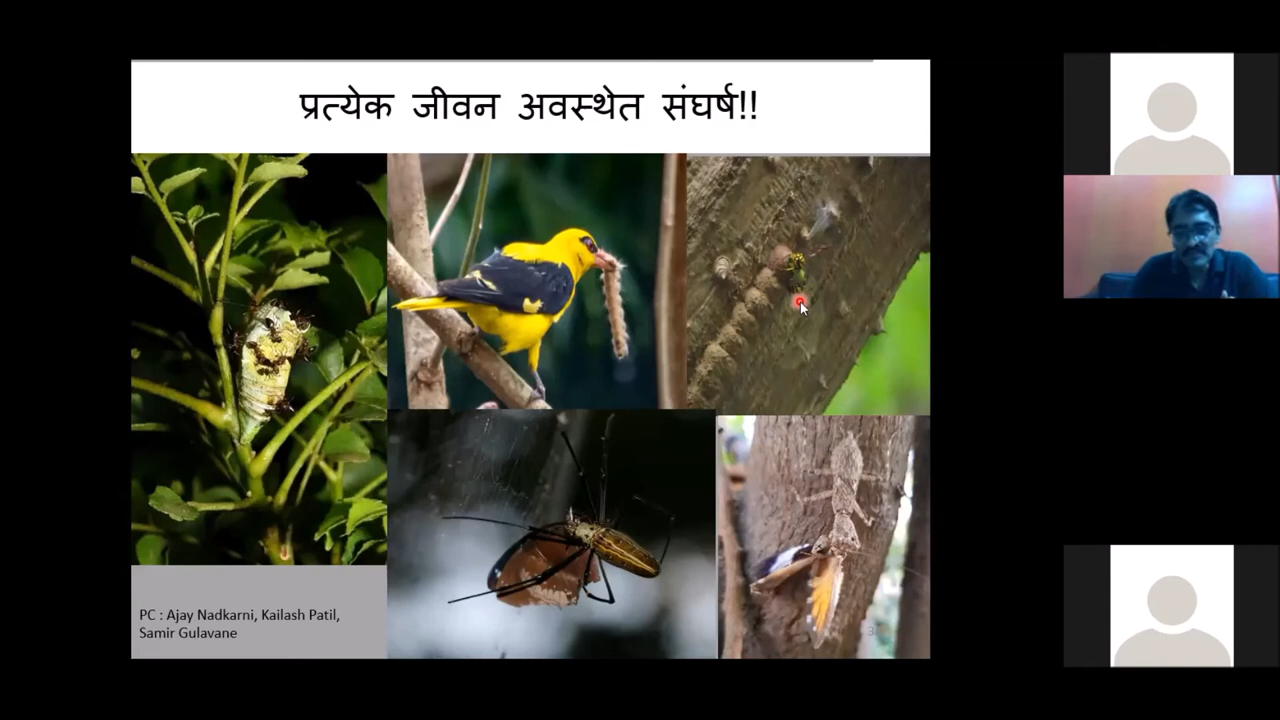 प्रत्येक जीवन अवस्थेत संघर्ष!!
PC : Ajay Nadkarni, Kailash Patil,
Samir Gulavane